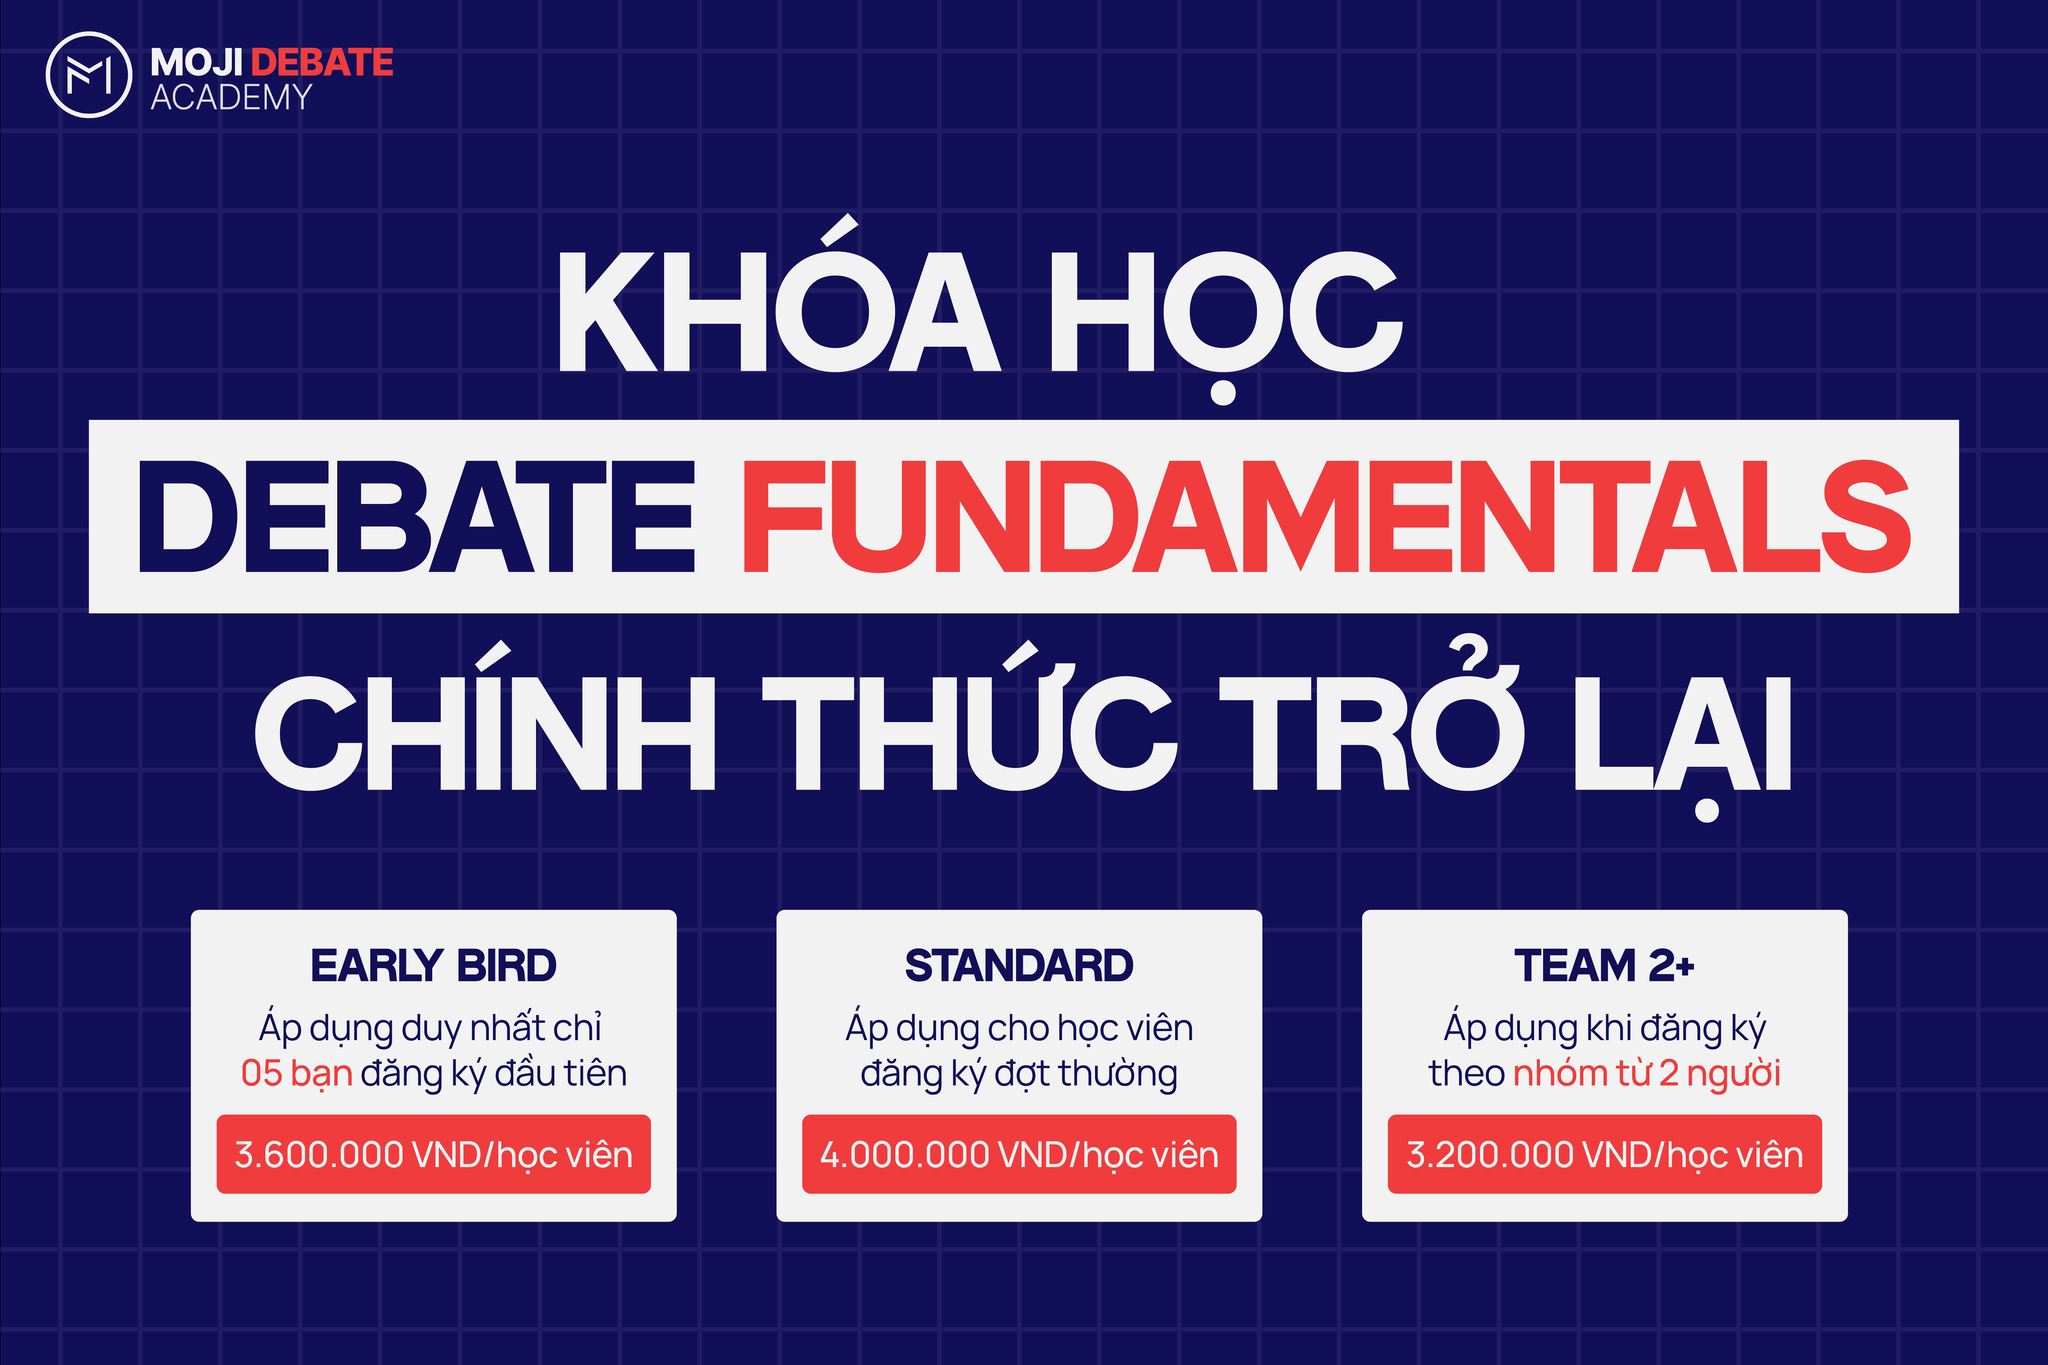 MOJI DEBATE
ACADEMY
KHÓA HỌC
DEBATE FUNDAMENTALS
CHÍNH THỨC TRỞ LẠI
EARLY BIRD
Áp dụng duy nhất chỉ
05 bạn đăng ký đầu tiên
3.600.000 VND/học viên
STANDARD
Áp dụng cho học viên
đăng ký đợt thường
4.000.000 VND/học viên
TEAM 2+
Áp dụng khi đăng ký
theo nhóm từ 2 người
3.200.000 VND/học viên